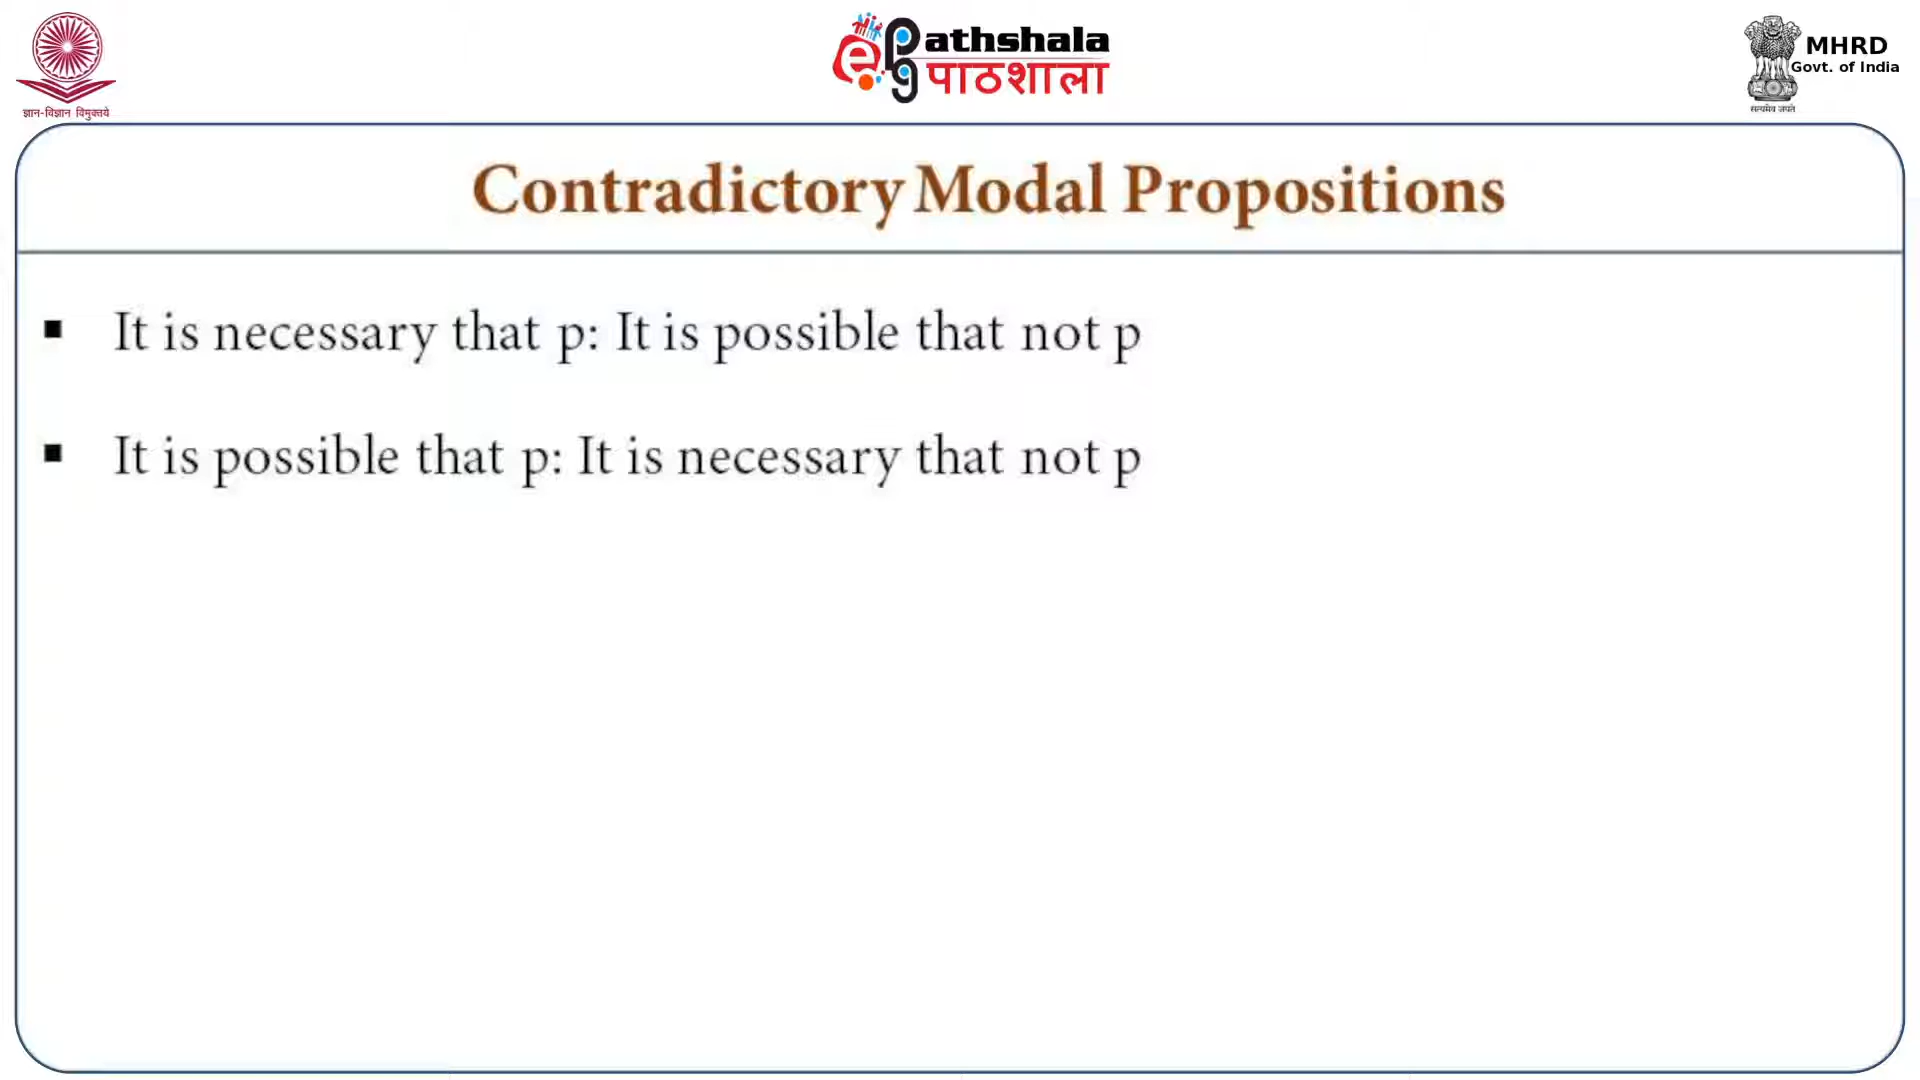 ज्ञान-विज्ञान विमुक्तये
ePathshala
पाठशाला
MHRD
Govt. of India
सत्यमेव जयते
Contradictory Modal Propositions
▪ It is necessary that p: It is possible that not p
▪ It is possible that p: It is necessary that not p